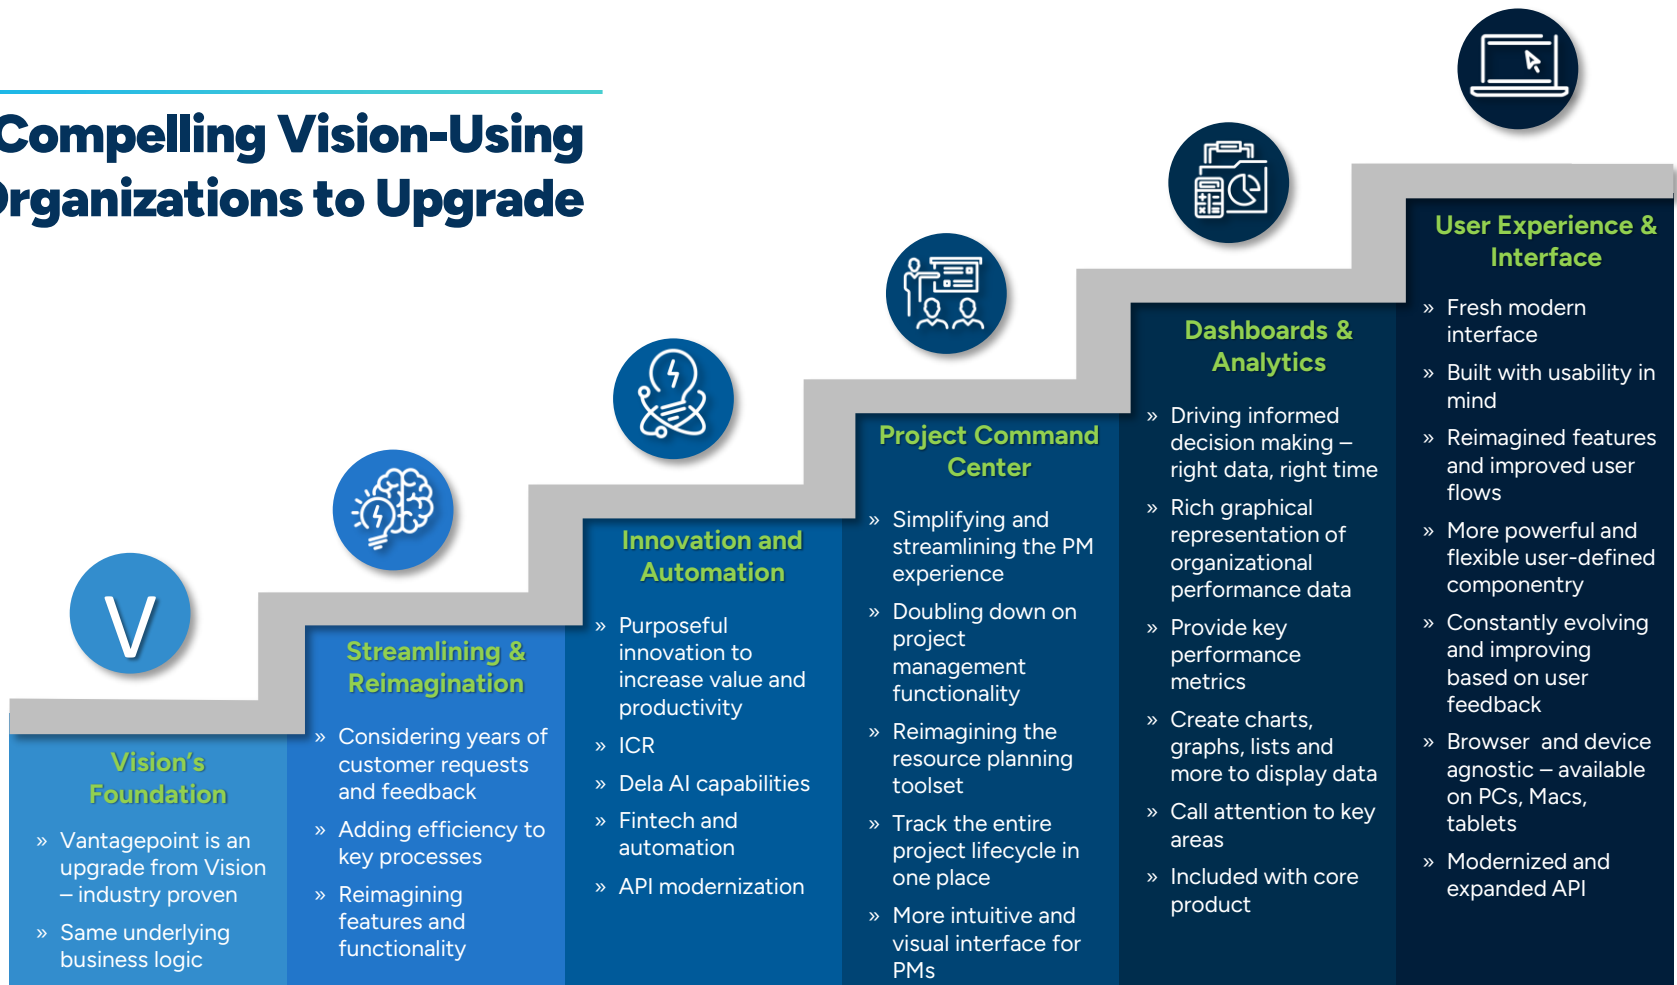 Compelling Vision-Using
Organizations to Upgrade
V
Vision's
Foundation
» Vantagepoint is an
upgrade from Vision
– industry proven
» Same underlying
business logic
Streamlining &
Reimagination
» Considering years of
customer requests
and feedback
» Adding efficiency to
key processes
» Reimagining
features and
functionality
Innovation and
Automation
» Purposeful
innovation to
increase value and
productivity
» ICR
» Dela AI capabilities
» Fintech and
automation
» API modernization
Project Command
Center
» Simplifying and
streamlining the PM
experience
» Doubling down on
project
management
functionality
» Reimagining the
resource planning
toolset
» Track the entire
project lifecycle in
one place
» More intuitive and
visual interface for
PMs
Dashboards &
Analytics
» Driving informed
decision making –
right data, right time
» Rich graphical
representation of
organizational
performance data
» Provide key
performance
metrics
» Create charts,
graphs, lists and
more to display data
» Call attention to key
areas
» Included with core
product
User Experience &
Interface
» Fresh modern
interface
» Built with usability in
mind
» Reimagined features
and improved user
flows
» More powerful and
flexible user-defined
componentry
» Constantly evolving
and improving
based on user
feedback
» Browser and device
agnostic – available
on PCs, Macs,
tablets
» Modernized and
expanded API